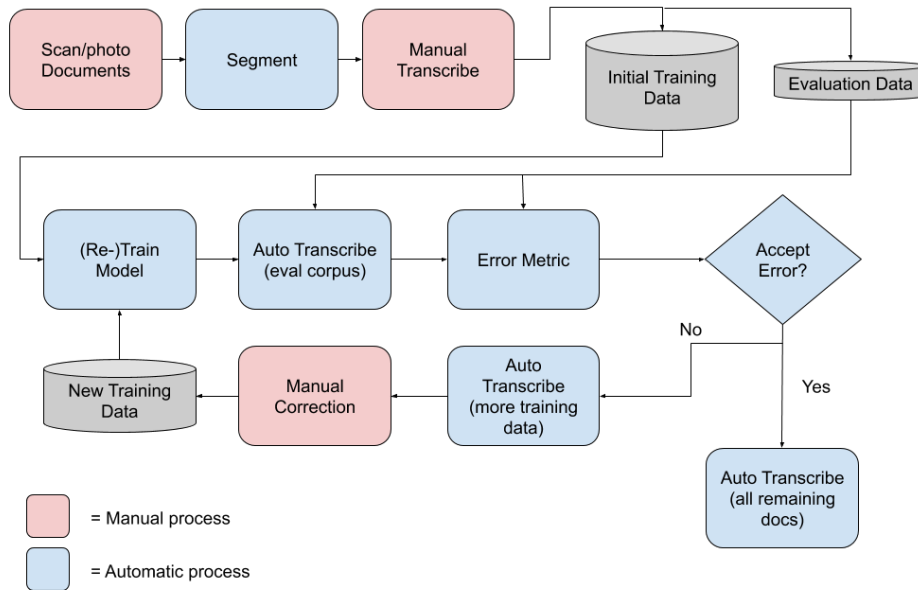 Scan/photo
Documents
Segment
Manual
Transcribe
Initial Training
Data
Evaluation Data
(Re-)Train
Model
Auto Transcribe
(eval corpus)
Error Metric
Accept
Error?
No
Yes
New Training
Data
Manual
Correction
Auto
Transcribe
(more training
data)
Auto Transcribe
(all remaining
docs)
= Manual process
= Automatic process